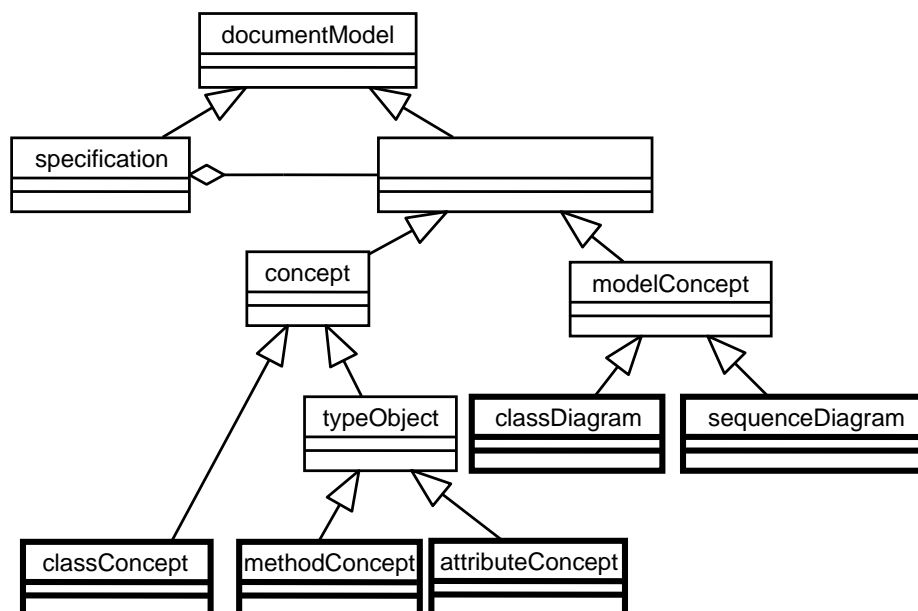 documentModel
specification
concept
modelConcept
typeObject
classDiagram
sequenceDiagram
classConcept
methodConcept
attributeConcept